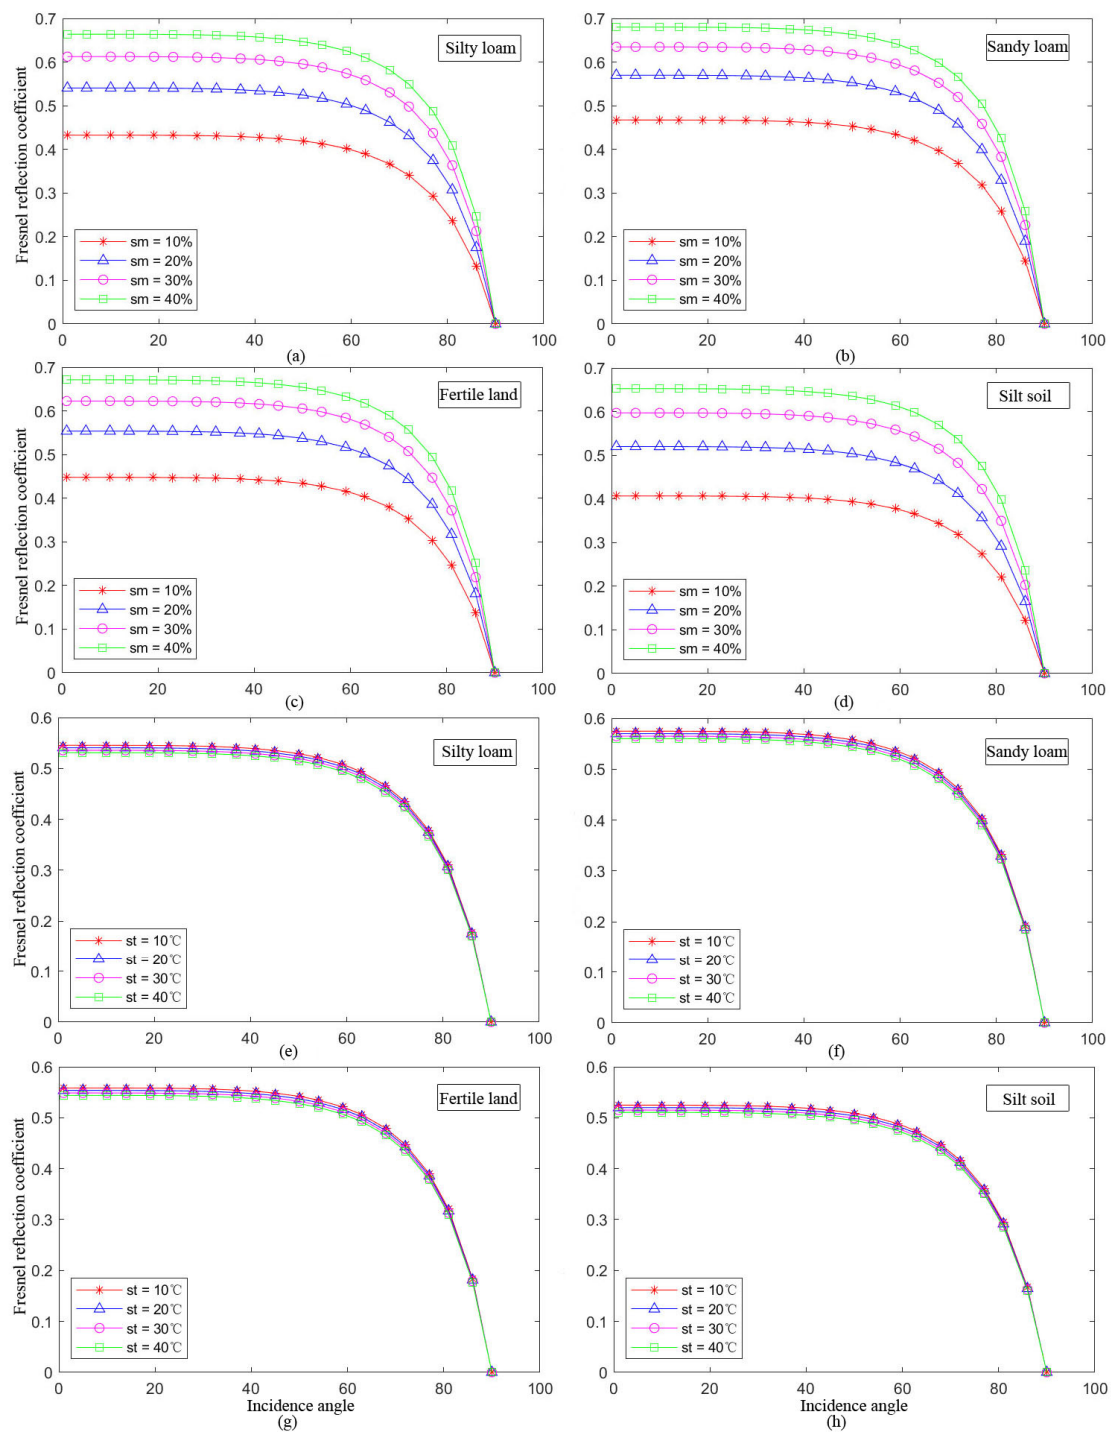 0.7
0.6
0.5
0.4
0.3
0.2
0.1
0
Fresnel reflection coefficient
Silty loam
sm = 10%
sm = 20%
sm = 30%
sm = 40%
0 20 40 60 80 100
(a)
0.7
0.6
0.5
0.4
0.3
0.2
0.1
0
Sandy loam
sm = 10%
sm = 20%
sm = 30%
sm = 40%
0 20 40 60 80 100
(b)
0.7
0.6
0.5
0.4
0.3
0.2
0.1
0
Fresnel reflection coefficient
Fertile land
sm = 10%
sm = 20%
sm = 30%
sm = 40%
0 20 40 60 80 100
(c)
0.7
0.6
0.5
0.4
0.3
0.2
0.1
0
Silt soil
sm = 10%
sm = 20%
sm = 30%
sm = 40%
0 20 40 60 80 100
(d)
0.6
0.5
0.4
0.3
0.2
0.1
0
Fresnel reflection coefficient
Silty loam
st = 10℃
st = 20℃
st = 30℃
st = 40℃
0 20 40 60 80 100
(e)
0.6
0.5
0.4
0.3
0.2
0.1
0
Sandy loam
st = 10℃
st = 20℃
st = 30℃
st = 40℃
0 20 40 60 80 100
(f)
0.6
0.5
0.4
0.3
0.2
0.1
0
Fresnel reflection coefficient
Fertile land
st = 10℃
st = 20℃
st = 30℃
st = 40℃
0 20 40 60 80 100
Incidence angle
(g)
0.6
0.5
0.4
0.3
0.2
0.1
0
Silt soil
st = 10℃
st = 20℃
st = 30℃
st = 40℃
0 20 40 60 80 100
Incidence angle
(h)